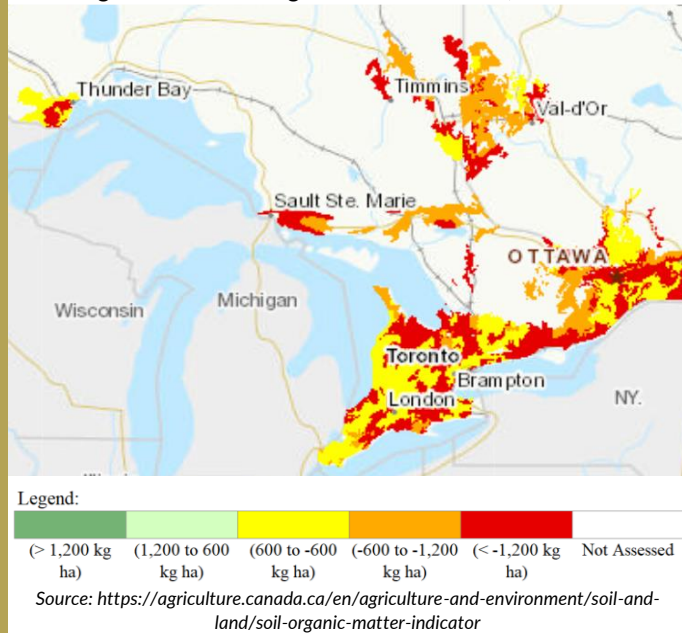 Thunder Bay
Timmins
Val-d'Or
Sault Ste. Marie
OTTAWA
Wisconsin
Michigan
Toronto
Brampton
London
NY.
Legend:
(> 1,200 kg ha)
(1,200 to 600 kg ha)
(600 to -600 kg ha)
(-600 to -1,200 kg ha)
(< -1,200 kg ha)
Not Assessed
Source: https://agriculture.canada.ca/en/agriculture-and-environment/soil-and-
land/soil-organic-matter-indicator